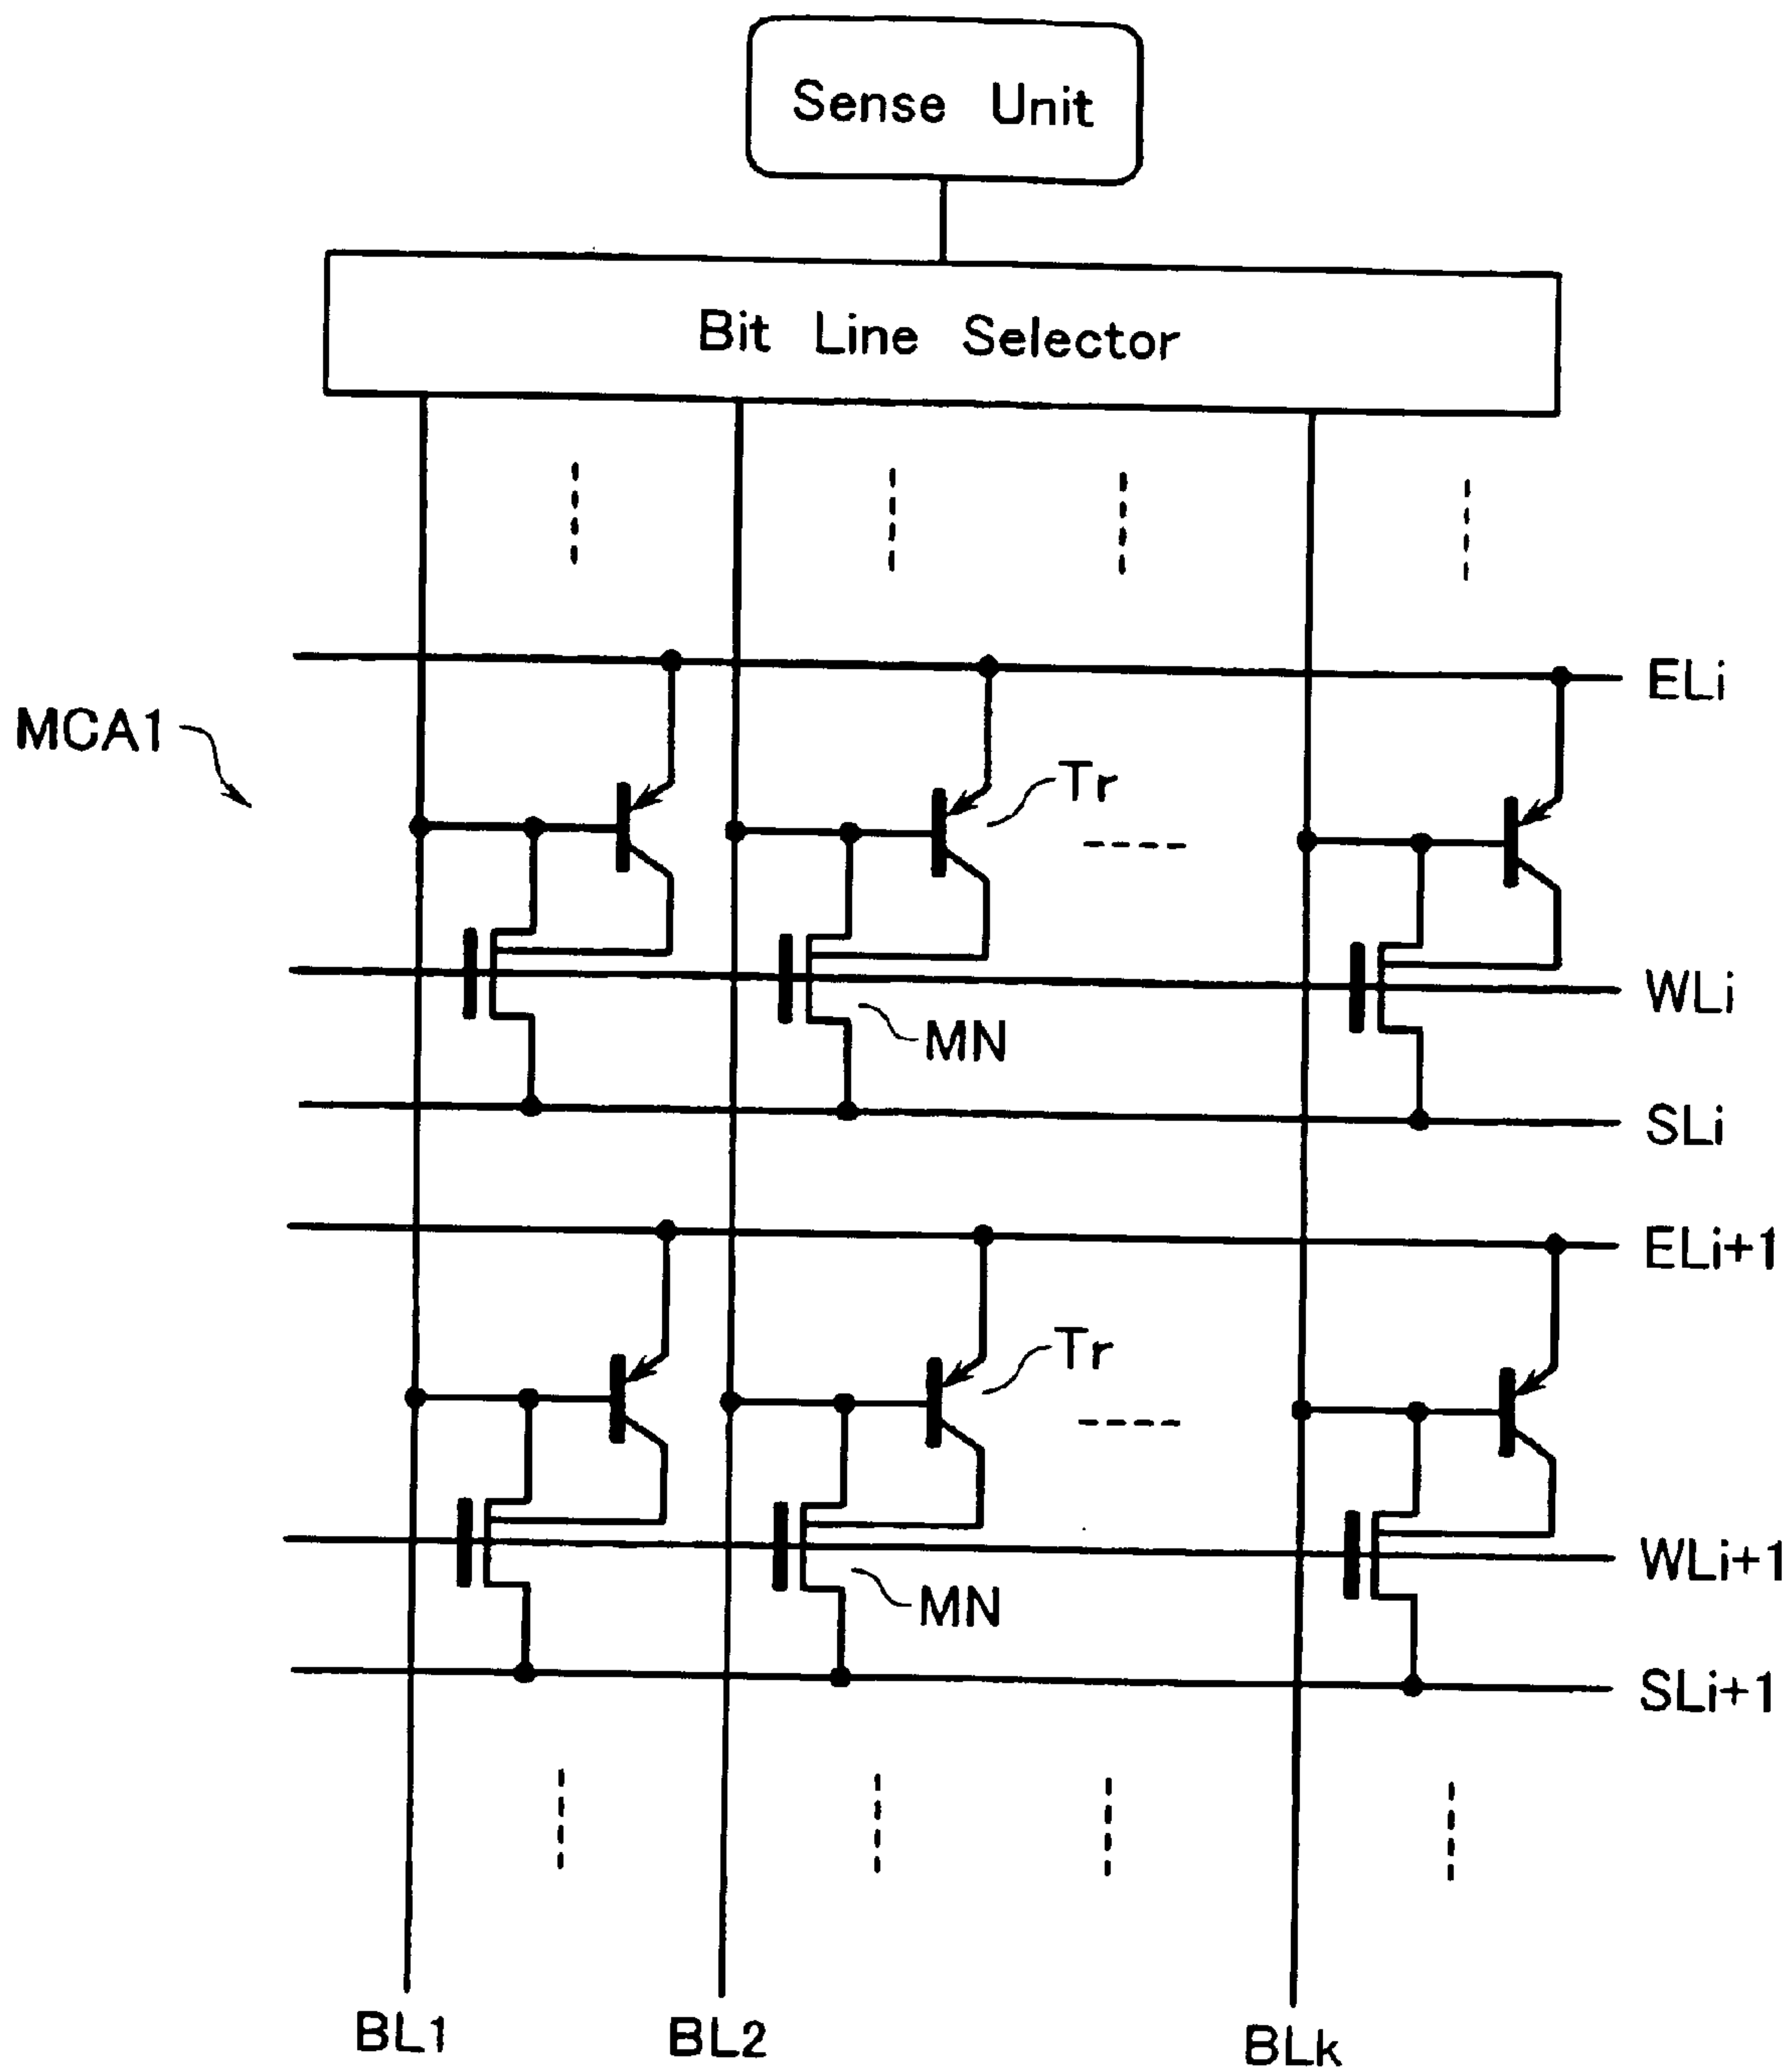 Sense Unit
Bit Line Selector
ELi
MCA1
Tr
WLi
MN
SLi
ELi+1
Tr
WLi+1
MN
SLi+1
BL1
BL2
BLk